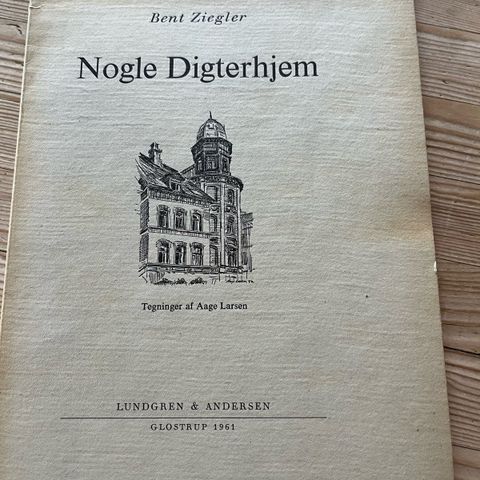 Bent Ziegler
Nogle Digterhjem
Tegninger af Aage Larsen
LUNDGREN & ANDERSEN
GLOSTRUP 1961